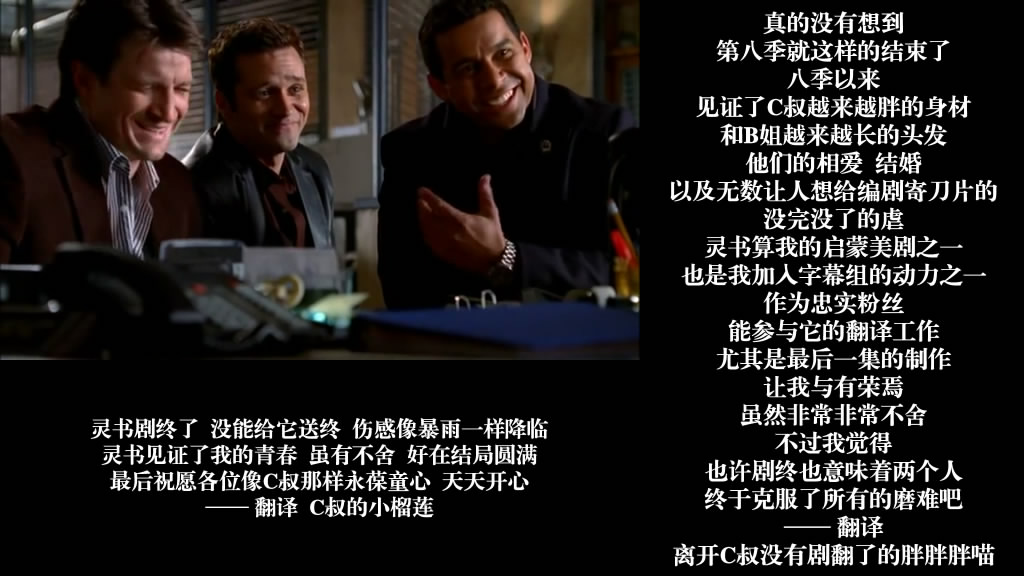 真的没有想到
第八季就这样的结束了
八季以来
见证了C叔越来越胖的身材
和B姐越来越长的头发
他们的相爱 结婚
以及无数让人想给编剧寄刀片的
没完没了的虐
灵书算我的启蒙美剧之一
也是我加入字幕组的动力之一
作为忠实粉丝
能参与它的翻译工作
尤其是最后一集的制作
让我与有荣焉
虽然非常非常不舍
不过我觉得
也许剧终也意味着两个人
终于克服了所有的磨难吧
—— 翻译
离开C叔没有剧翻了的胖胖胖喵
灵书剧终了 没能给它送终 伤感像暴雨一样降临
灵书见证了我的青春 虽有不舍 好在结局圆满
最后祝愿各位像C叔那样永葆童心 天天开心
—— 翻译 C叔的小榴莲